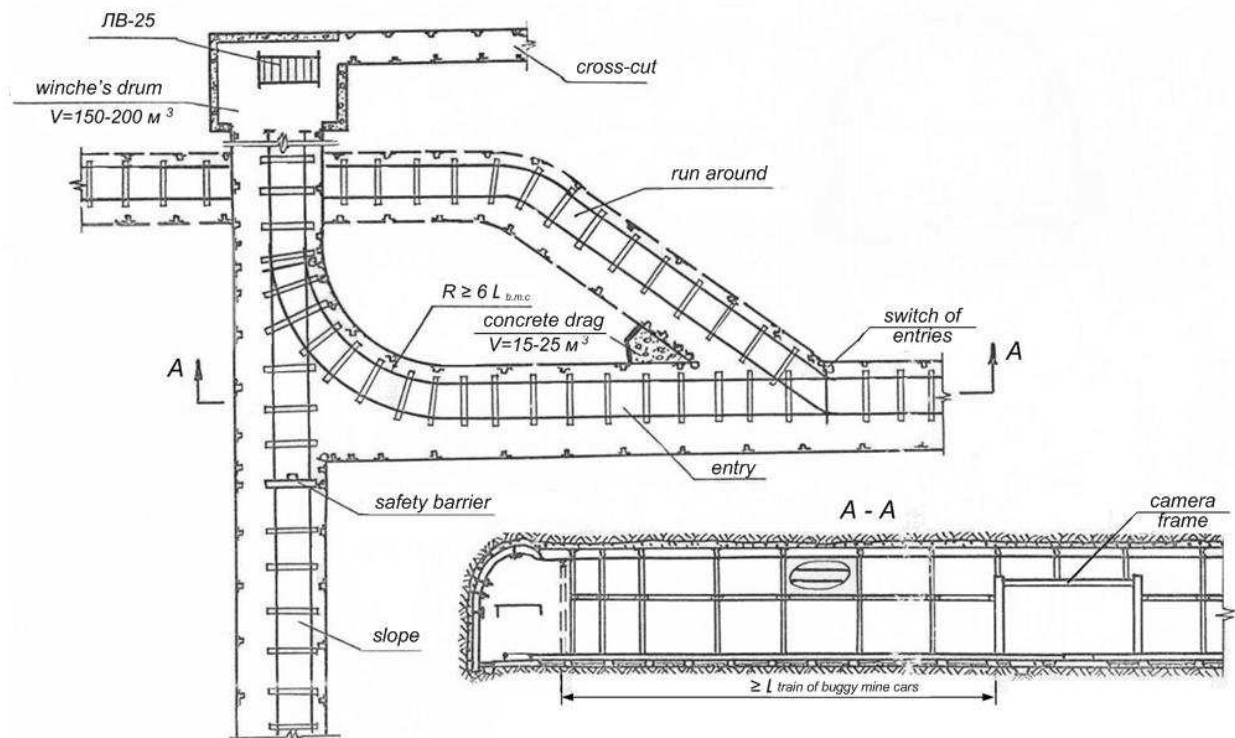 ЛВ-25
cross-cut
winche's drum
V=150-200 м ³
run around
R ≥ 6 L b.m.c
concrete drag
V=15-25 м ³
switch of
entries
A
A
entry
safety barrier
A - A
camera
frame
slope
≥ L train of buggy mine cars